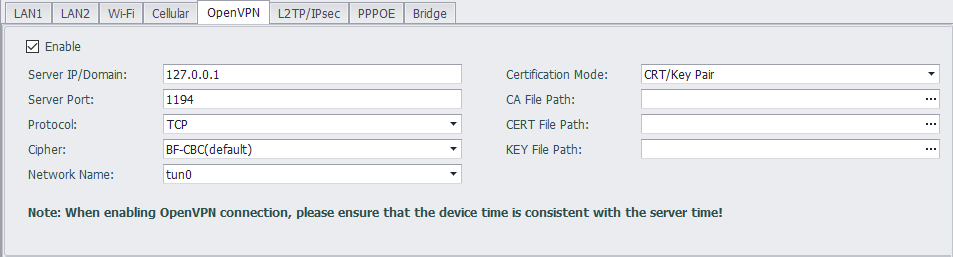 LAN1 LAN2 Wi-Fi Cellular OpenVPN L2TP/IPsec PPPOE Bridge
Enable
Server IP/Domain: 127.0.0.1 Certification Mode: CRT/Key Pair
Server Port: 1194 CA File Path: ...
Protocol: TCP CERT File Path: ...
Cipher: BF-CBC(default) KEY File Path: ...
Network Name: tun0
Note: When enabling OpenVPN connection, please ensure that the device time is consistent with the server time!